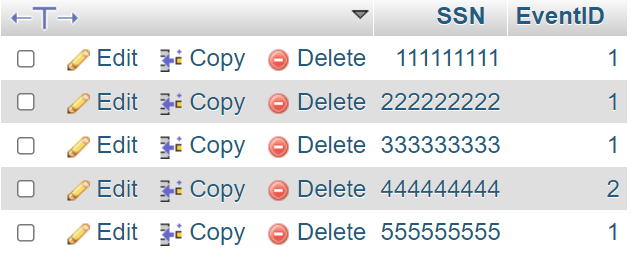 SSN EventID
Edit Copy Delete 111111111 1
Edit Copy Delete 222222222 1
Edit Copy Delete 333333333 1
Edit Copy Delete 444444444 2
Edit Copy Delete 555555555 1